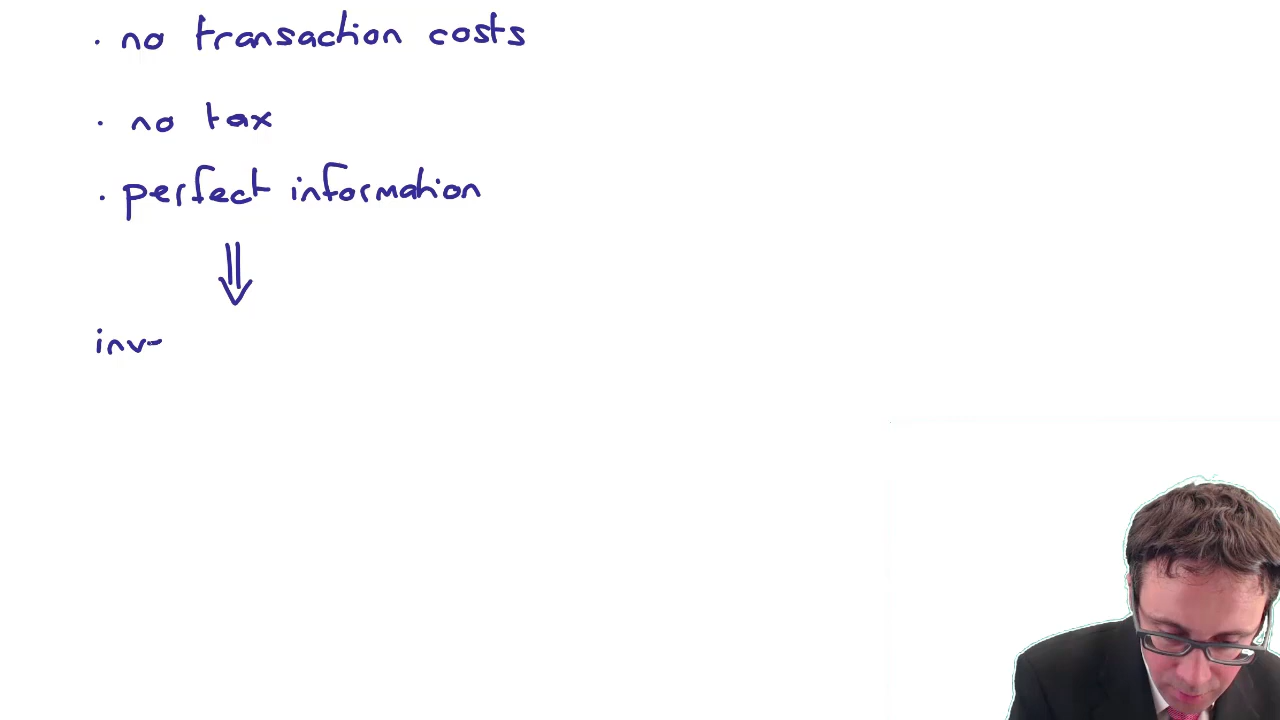 · no transaction costs
· no tax
· perfect information
inv